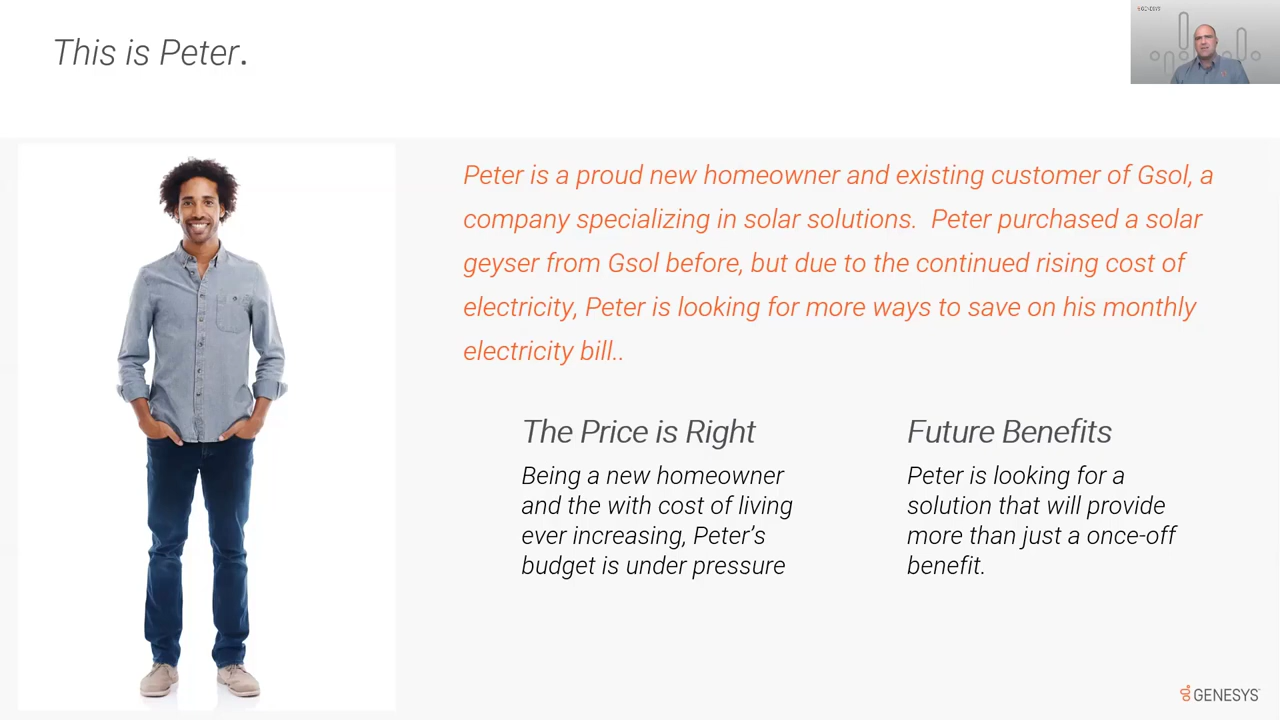 This is Peter.
GENESYS
Peter is a proud new homeowner and existing customer of Gsol, a
company specializing in solar solutions.  Peter purchased a solar
geyser from Gsol before, but due to the continued rising cost of
electricity, Peter is looking for more ways to save on his monthly
electricity bill..
The Price is Right
Being a new homeowner
and the with cost of living
ever increasing, Peter’s
budget is under pressure
Future Benefits
Peter is looking for a
solution that will provide
more than just a once-off
benefit.
GENESYS